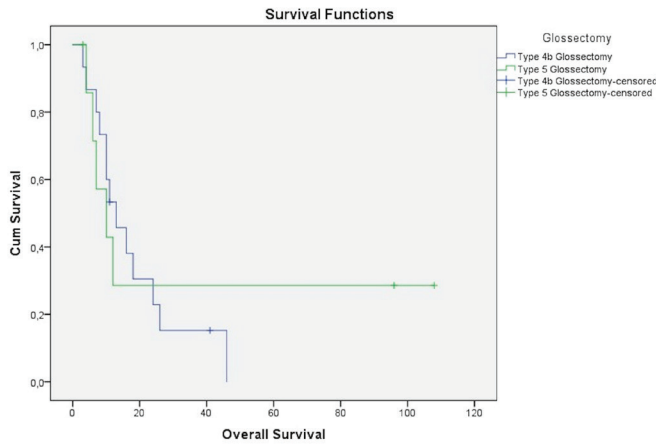 Survival Functions
Glossectomy
Type 4b Glossectomy
Type 5 Glossectomy
Type 4b Glossectomy-censored
Type 5 Glossectomy-censored
Cum Survival
1,0
0,8
0,6
0,4
0,2
0,0
0 20 40 60 80 100 120
Overall Survival